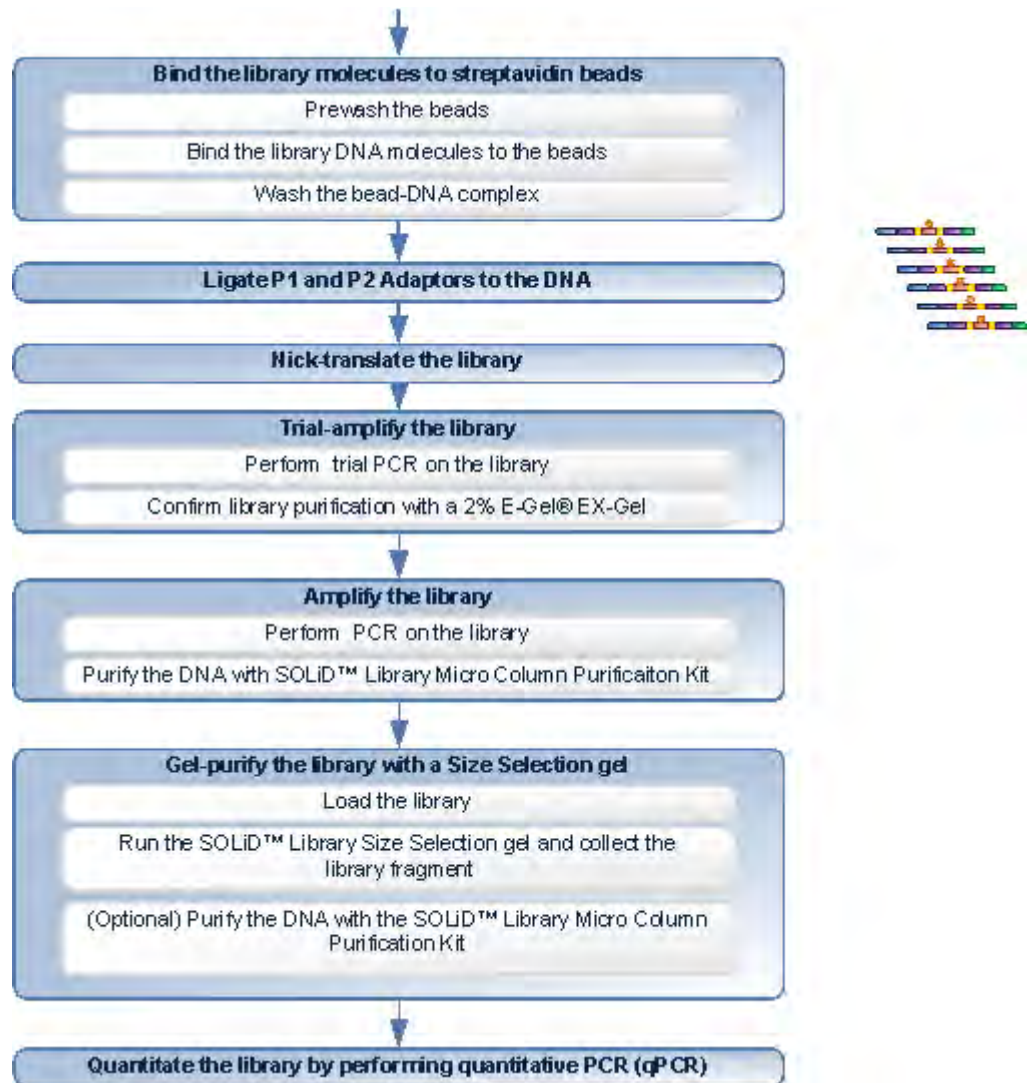 Bind the library molecules to streptavidin beads
Prewash the beads
Bind the library DNA molecules to the beads
Wash the bead-DNA complex
Ligate P1 and P2 Adaptors to the DNA
Nick-translate the library
Trial-amplify the library
Perform trial PCR on the library
Confirm library purification with a 2% E-Gel® EX-Gel
Amplify the library
Perform PCR on the library
Purify the DNA with SOLiD™ Library Micro Column Purificaiton Kit
Gel-purify the library with a Size Selection gel
Load the library
Run the SOLiD™ Library Size Selection gel and collect the
library fragment
(Optional) Purify the DNA with the SOLiD™ Library Micro Column
Purification Kit
Quantitate the library by performing quantitative PCR (qPCR)